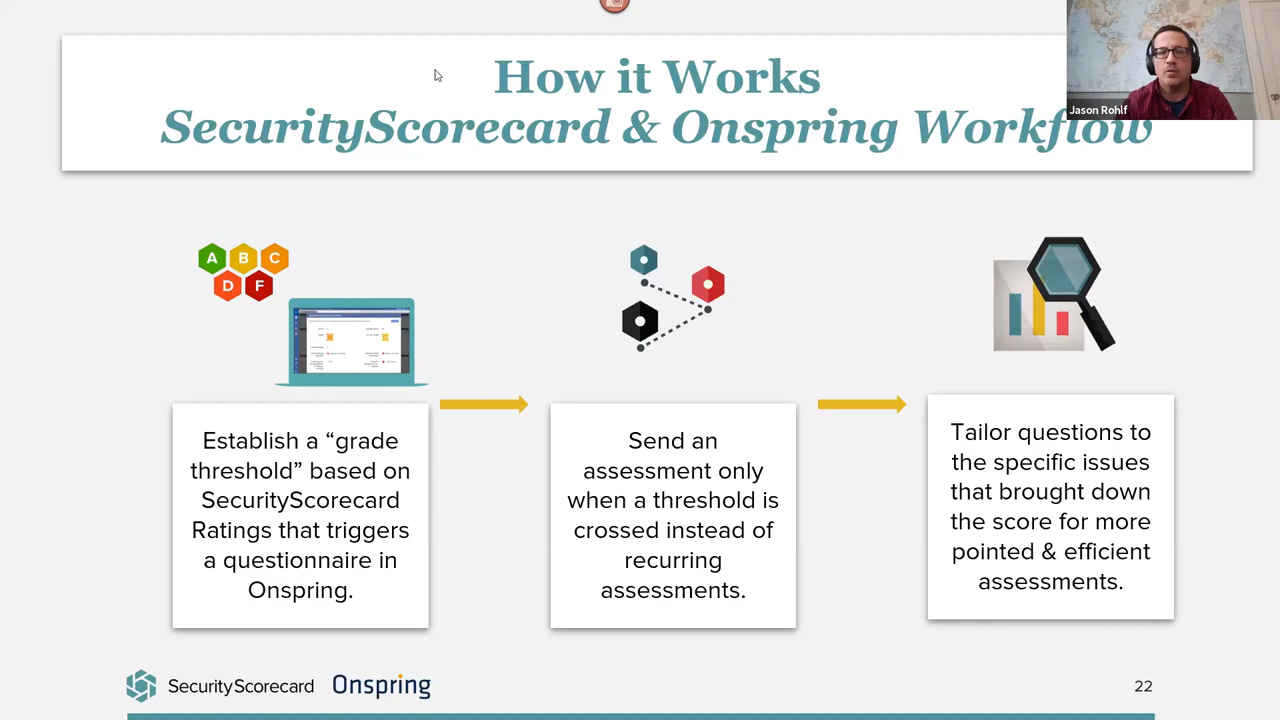 How it Works
SecurityScorecard & Onspring Workflow
Jason Rohlf
A B C
D F
Establish a “grade
threshold” based on
SecurityScorecard
Ratings that triggers
a questionnaire in
Onspring.
Send an
assessment only
when a threshold is
crossed instead of
recurring
assessments.
Tailor questions to
the specific issues
that brought down
the score for more
pointed & efficient
assessments.
SecurityScorecard
Onspring
22